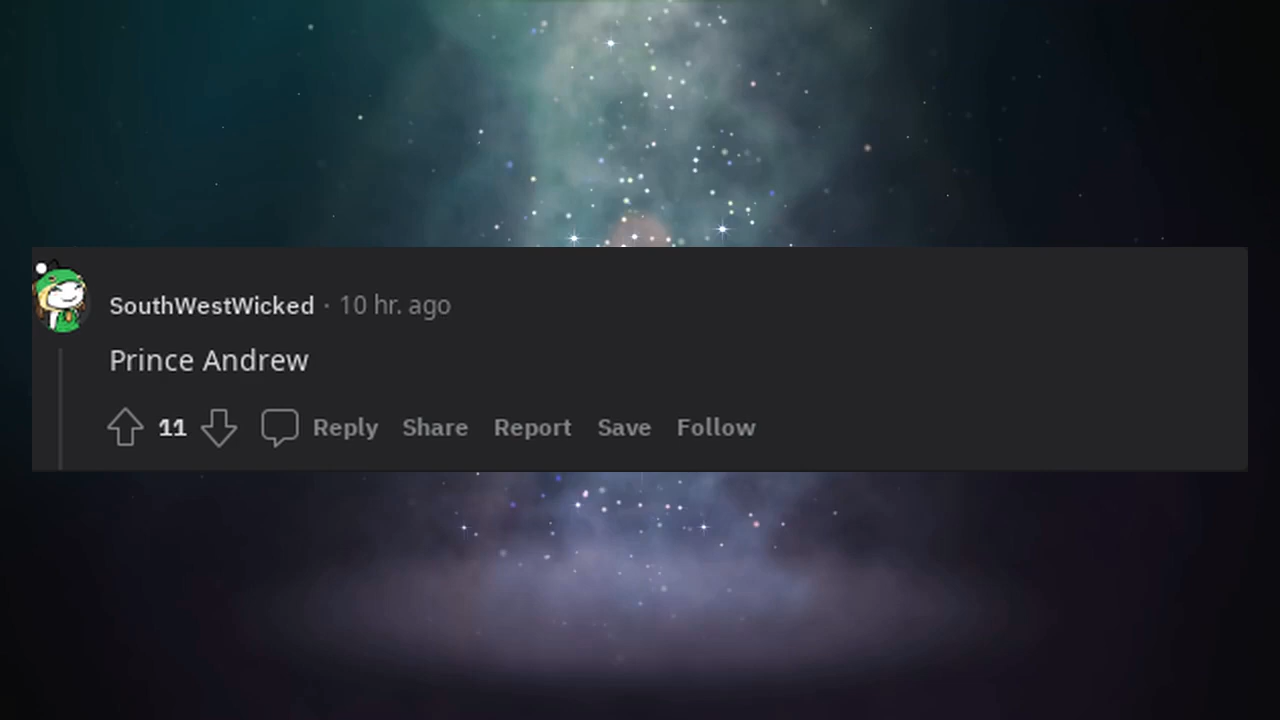 SouthWestWicked · 10 hr. ago
Prince Andrew
11 Reply Share Report Save Follow